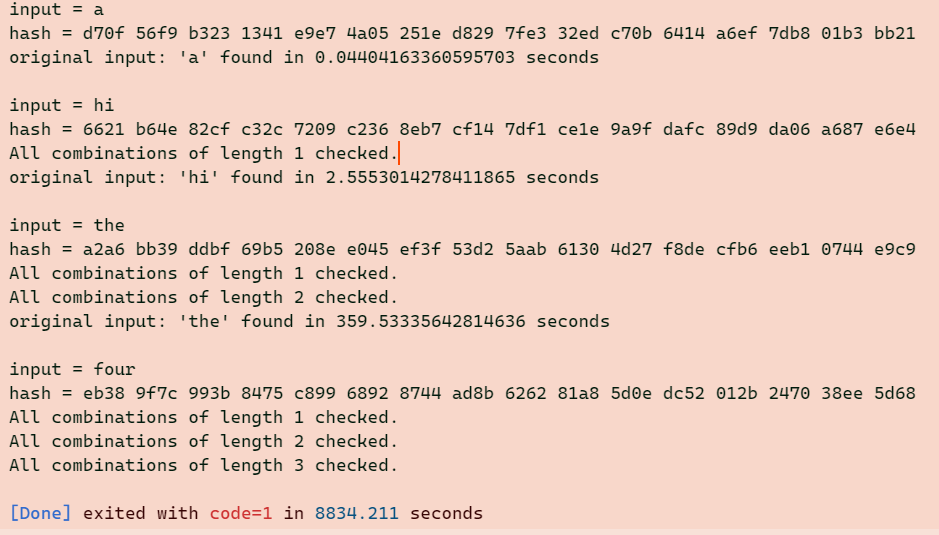 input = a
hash = d70f 56f9 b323 1341 e9e7 4a05 251e d829 7fe3 32ed c70b 6414 a6ef 7db8 01b3 bb21
original input: 'a' found in 0.04404163360595703 seconds
input = hi
hash = 6621 b64e 82cf c32c 7209 c236 8eb7 cf14 7df1 ce1e 9a9f dafc 89d9 da06 a687 e6e4
All combinations of length 1 checked.
original input: 'hi' found in 2.5553014278411865 seconds
input = the
hash = a2a6 bb39 ddbf 69b5 208e e045 ef3f 53d2 5aab 6130 4d27 f8de cfb6 eeb1 0744 e9c9
All combinations of length 1 checked.
All combinations of length 2 checked.
original input: 'the' found in 359.53335642814636 seconds
input = four
hash = eb38 9f7c 993b 8475 c899 6892 8744 ad8b 6262 81a8 5d0e dc52 012b 2470 38ee 5d68
All combinations of length 1 checked.
All combinations of length 2 checked.
All combinations of length 3 checked.
[Done] exited with code=1 in 8834.211 seconds